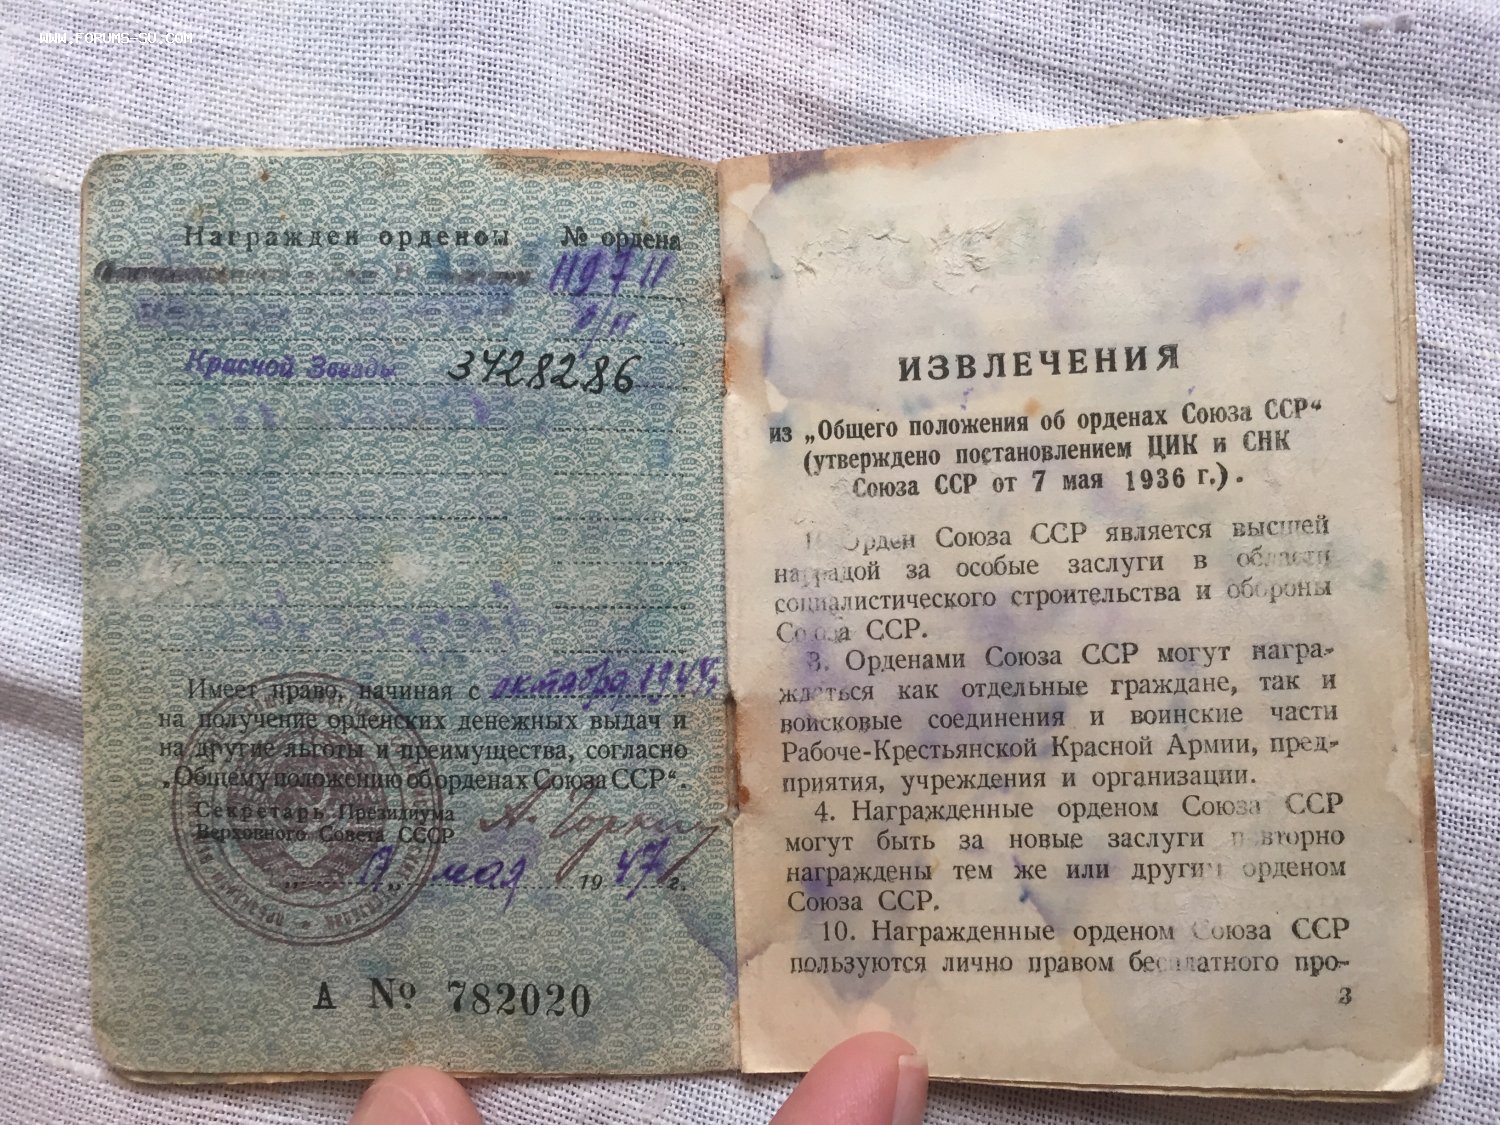 www.FORUMS-SU.COM
Награжден орденом № ордена
Красной Звезды 3428286
Имеет право, начиная с октября 1944 г.
на получение орденских денежных выдач и
на другие льготы и преимущества, согласно
„Общему положению об орденах Союза ССР“.
Секретарь Президиума
Верховного Совета СССР А. Горкин
мая 1947 г.
А № 782020
ИЗВЛЕЧЕНИЯ
из „Общего положения об орденах Союза ССР“
(утверждено постановлением ЦИК и СНК
Союза ССР от 7 мая 1936 г.).
1. Орден Союза ССР является высшей
наградой за особые заслуги в области
социалистического строительства и обороны
Союза ССР.
3. Орденами Союза ССР могут награ-
ждаться как отдельные граждане, так и
войсковые соединения и воинские части
Рабоче-Крестьянской Красной Армии, пред-
приятия, учреждения и организации.
4. Награжденные орденом Союза ССР
могут быть за новые заслуги повторно
награждены тем же или другим орденом
Союза ССР.
10. Награжденные орденом Союза ССР
пользуются лично правом бесплатного про-
3